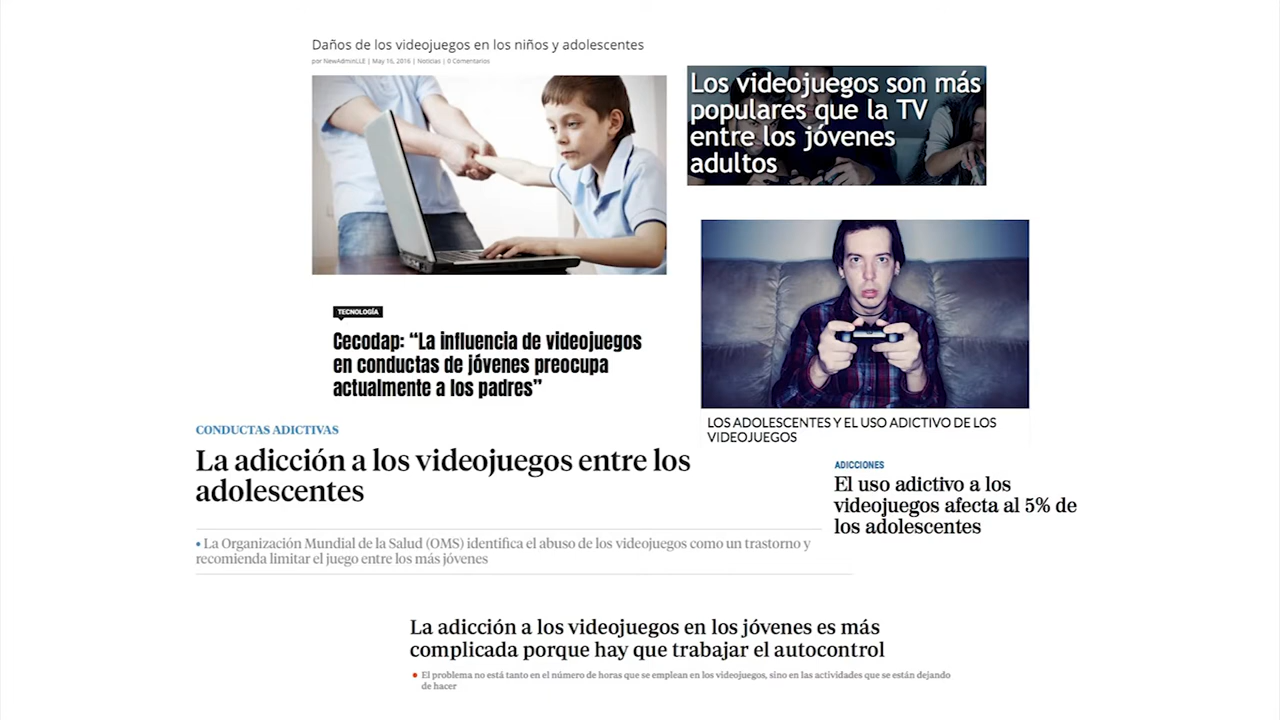 Daños de los videojuegos en los niños y adolescentes
por NewAdminLLE | May 16, 2016 | Noticias | 0 Comentarios
Los videojuegos son más
populares que la TV
entre los jóvenes
adultos
TECNOLOGÍA
Cecodap: “La influencia de videojuegos
en conductas de jóvenes preocupa
actualmente a los padres”
LOS ADOLESCENTES Y EL USO ADICTIVO DE LOS
VIDEOJUEGOS
CONDUCTAS ADICTIVAS
La adicción a los videojuegos entre los
adolescentes
• La Organización Mundial de la Salud (OMS) identifica el abuso de los videojuegos como un trastorno y
recomienda limitar el juego entre los más jóvenes
ADICCIONES
El uso adictivo a los
videojuegos afecta al 5% de
los adolescentes
La adicción a los videojuegos en los jóvenes es más
complicada porque hay que trabajar el autocontrol
• El problema no está tanto en el número de horas que se emplean en los videojuegos, sino en las actividades que se están dejando
de hacer